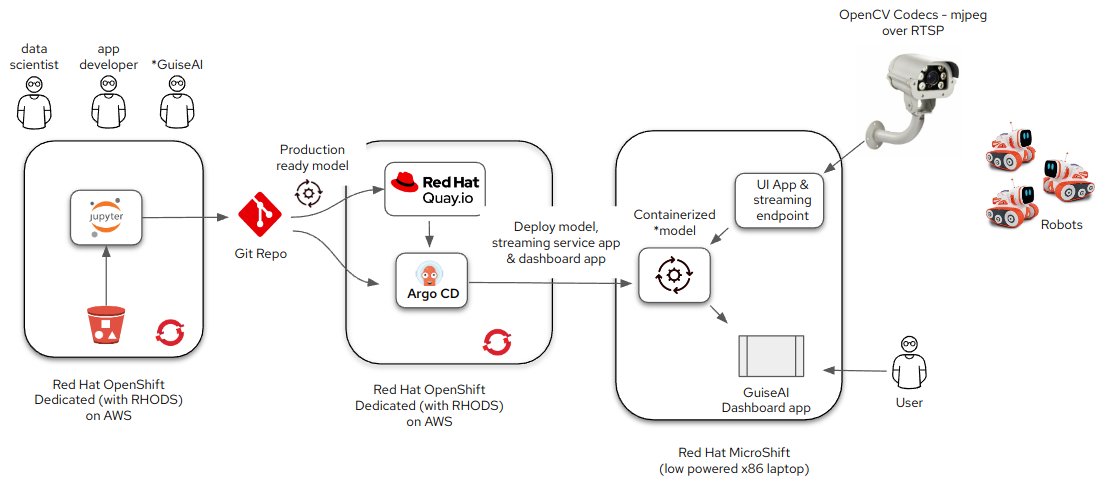 OpenCV Codecs - mjpeg
over RTSP
data
scientist
app
developer
*GuiseAI
Production
ready model
jupyter
Git Repo
Red Hat
Quay.io
Argo CD
Deploy model,
streaming service app
& dashboard app
Containerized
*model
UI App &
streaming
endpoint
Robots
GuiseAI
Dashboard app
User
Red Hat OpenShift
Dedicated (with RHODS)
on AWS
Red Hat OpenShift
Dedicated (with RHODS)
on AWS
Red Hat MicroShift
(low powered x86 laptop)